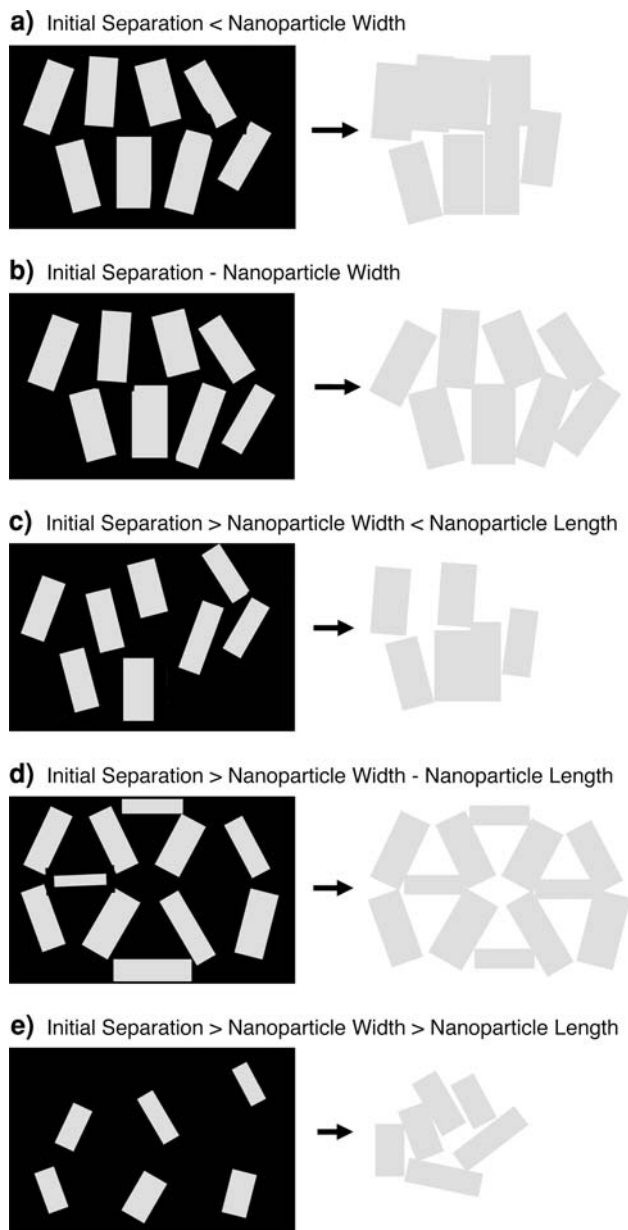 a) Initial Separation < Nanoparticle Width
b) Initial Separation - Nanoparticle Width
c) Initial Separation > Nanoparticle Width < Nanoparticle Length
d) Initial Separation > Nanoparticle Width - Nanoparticle Length
e) Initial Separation > Nanoparticle Width > Nanoparticle Length